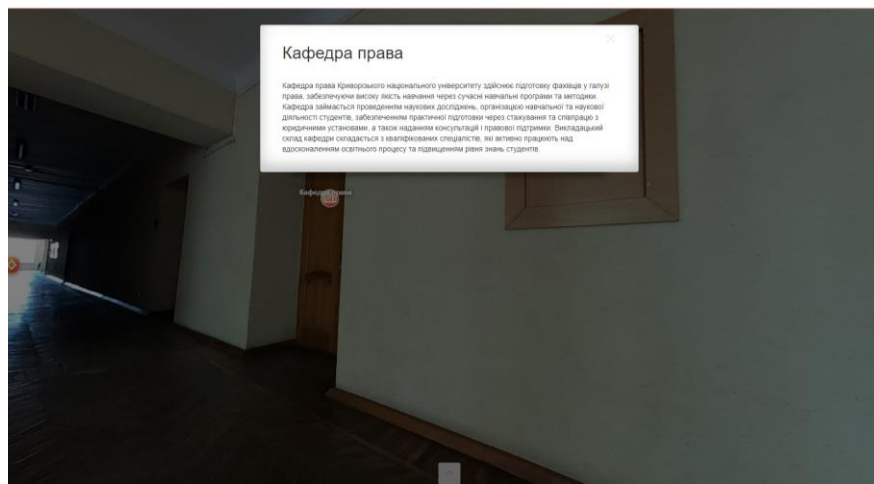 Кафедра права
Кафедра права Криворізького національного університету здійснює підготовку фахівців у галузі
права, забезпечуючи високу якість навчання через сучасні навчальні програми та методики.
Кафедра займається проведенням наукових досліджень, організацією навчальної та наукової
діяльності студентів, забезпеченням практичної підготовки через стажування та співпрацю з
юридичними установами, а також наданням консультацій і правової підтримки. Викладацький
склад кафедри складається з кваліфікованих спеціалістів, які активно працюють над
вдосконаленням освітнього процесу та підвищенням рівня знань студентів.
Кафедра права